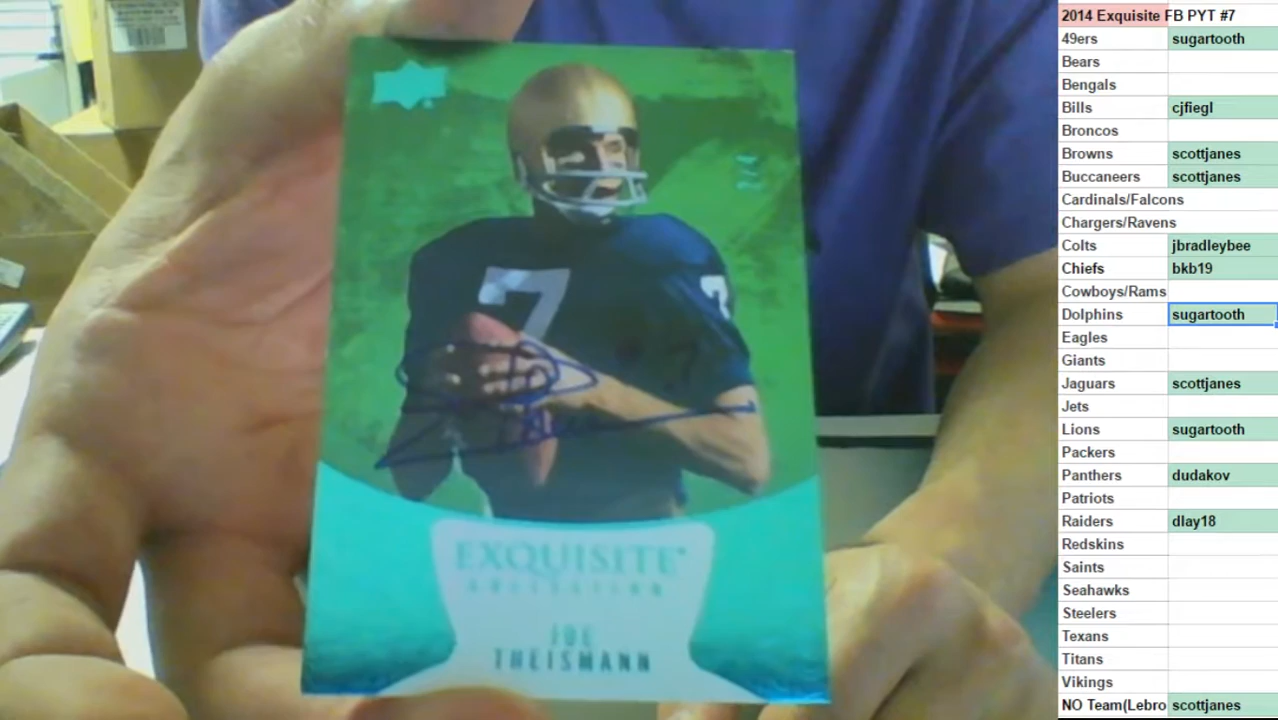 7
7
EXQUISITE
COLLECTION
JOE
THEISMANN
2014 Exquisite FB PYT #7
49ers sugartooth
Bears
Bengals
Bills cjfiegl
Broncos
Browns scottjanes
Buccaneers scottjanes
Cardinals/Falcons
Chargers/Ravens
Colts jbradleybee
Chiefs bkb19
Cowboys/Rams
Dolphins sugartooth
Eagles
Giants
Jaguars scottjanes
Jets
Lions sugartooth
Packers
Panthers dudakov
Patriots
Raiders dlay18
Redskins
Saints
Seahawks
Steelers
Texans
Titans
Vikings
NO Team(Lebro scottjanes